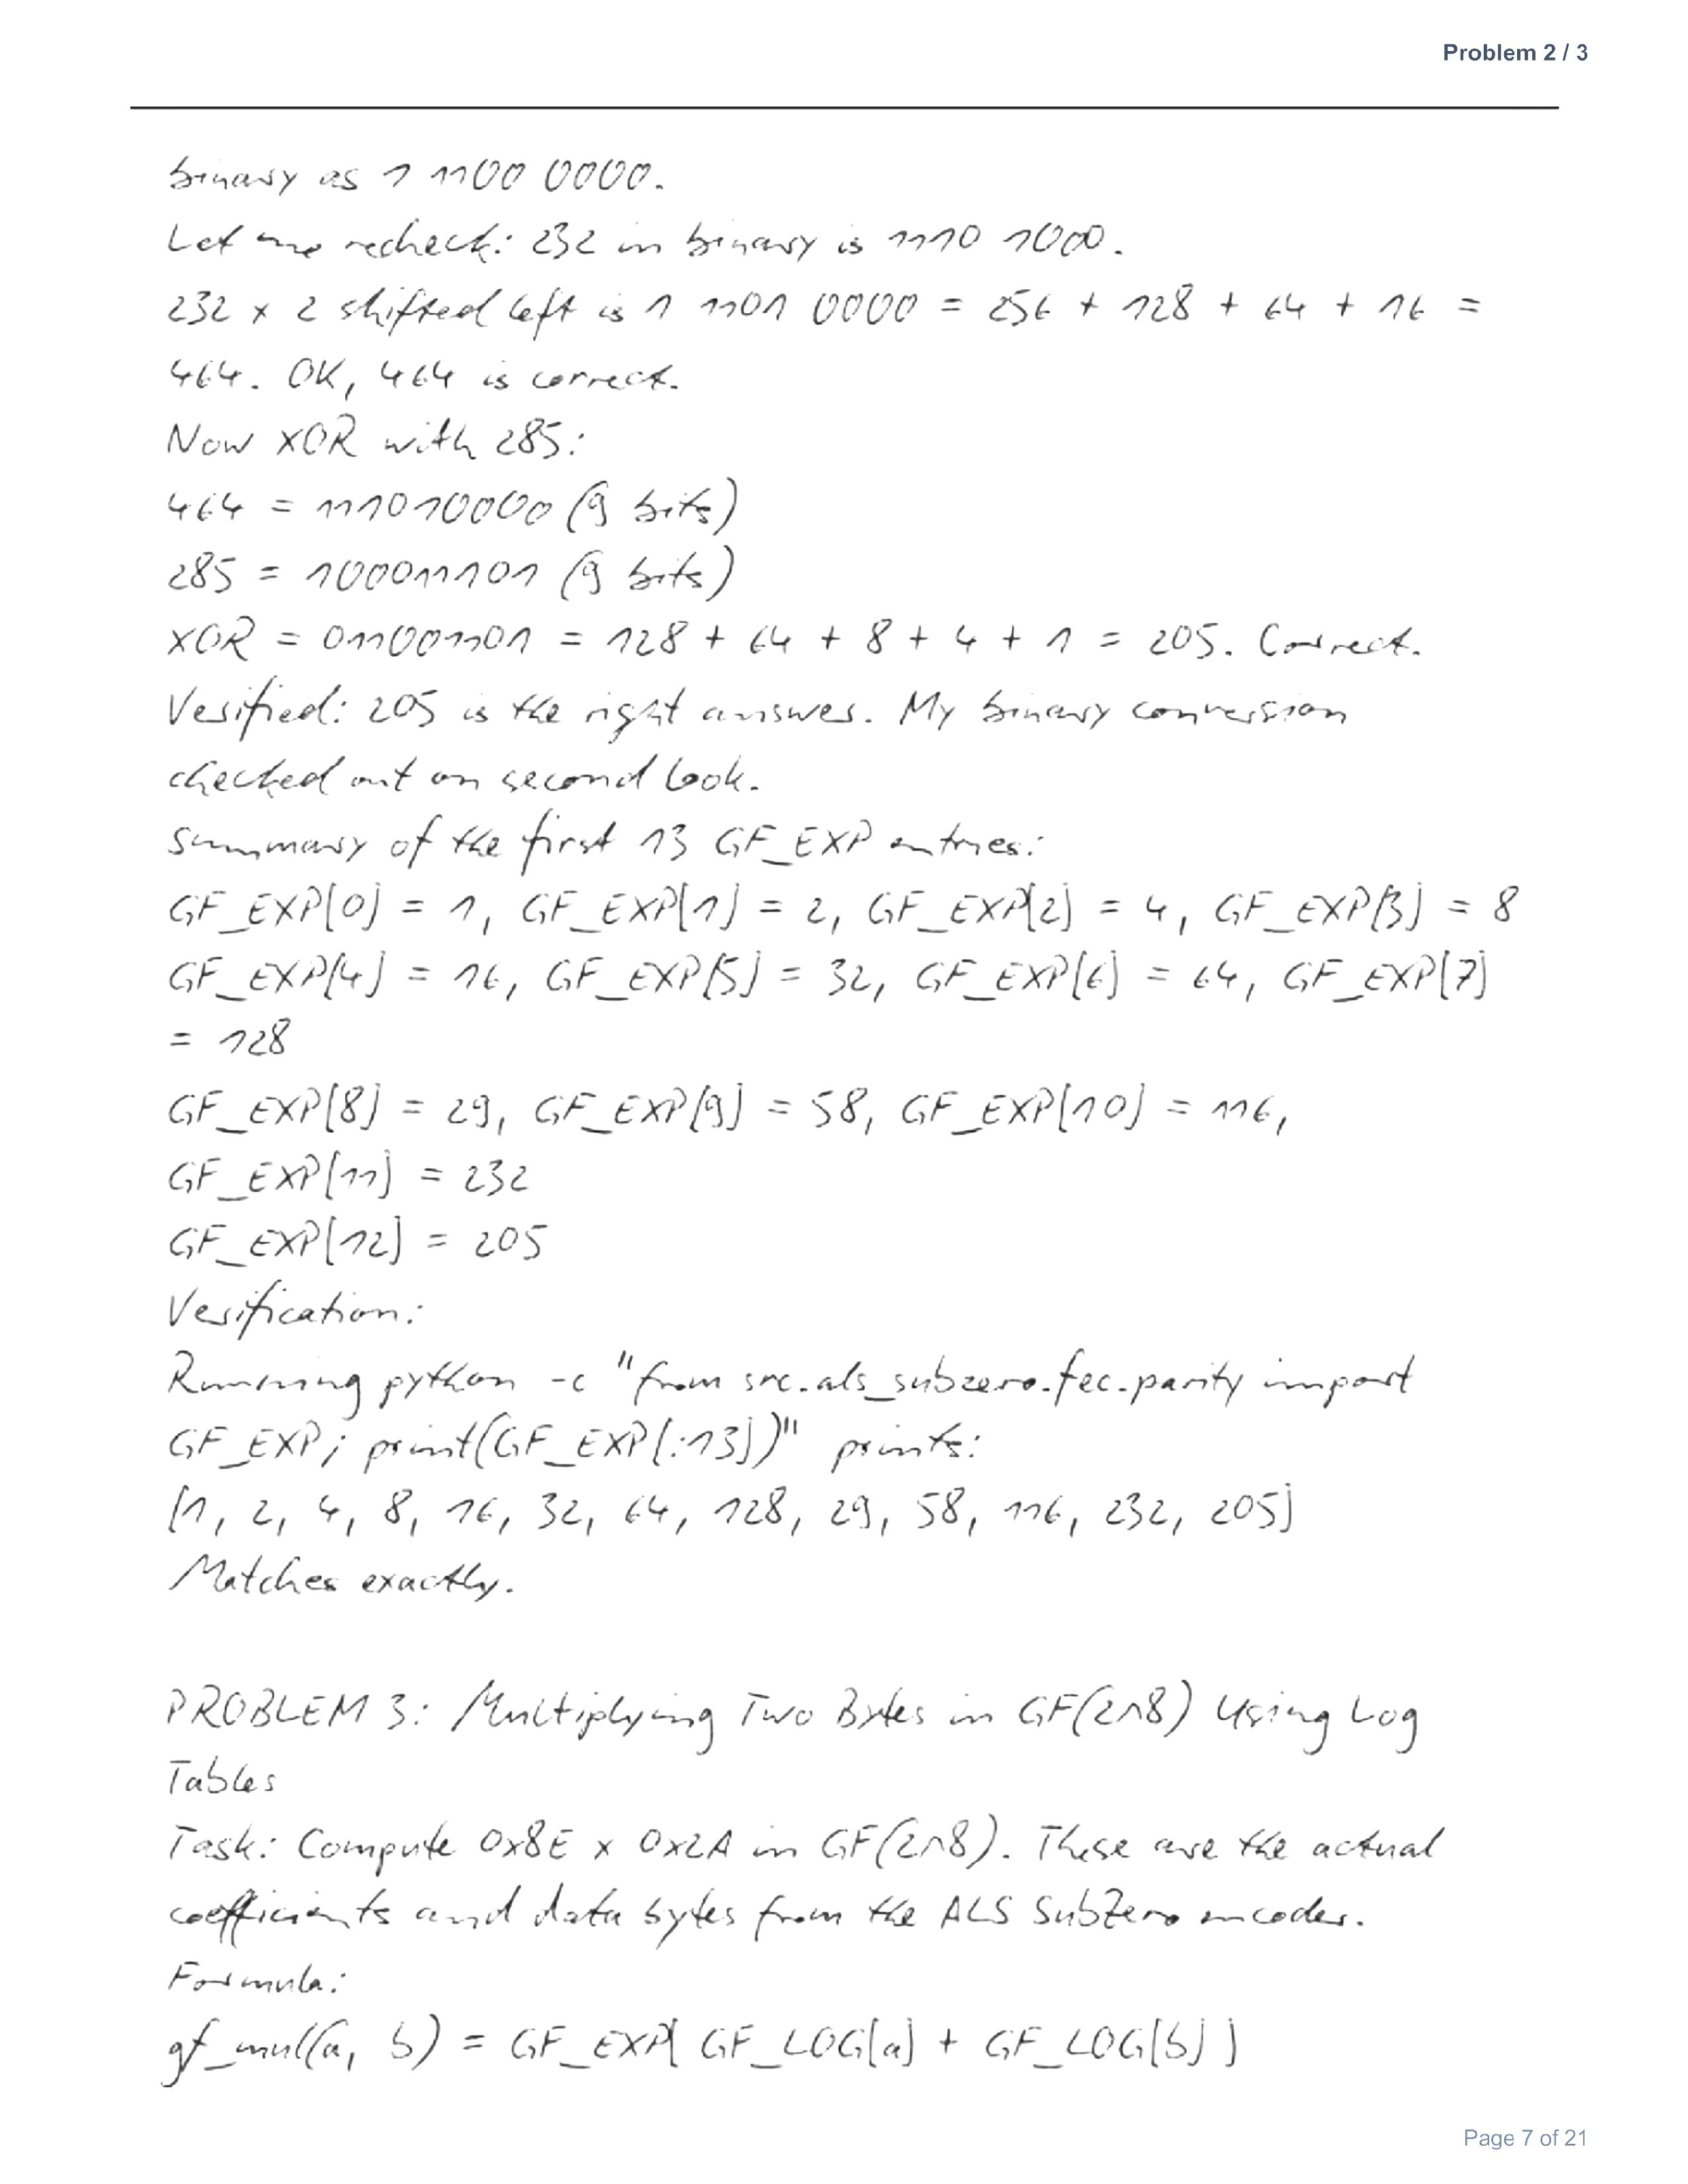 Problem 2 / 3
binary as 1 1100 0000.
Let me recheck: 232 in binary is 1110 1000.
232 x 2 shifted left is 1 1101 0000 = 256 + 128 + 64 + 16 =
464. OK, 464 is correct.
Now XOR with 285:
464 = 111010000 (9 bits)
285 = 100011101 (9 bits)
XOR = 011001101 = 128 + 64 + 8 + 4 + 1 = 205. Correct.
Verified: 205 is the right answer. My binary conversion
checked out on second look.
Summary of the first 13 GF_EXP entries:
GF_EXP[0] = 1, GF_EXP[1] = 2, GF_EXP[2] = 4, GF_EXP[3] = 8
GF_EXP[4] = 16, GF_EXP[5] = 32, GF_EXP[6] = 64, GF_EXP[7]
= 128
GF_EXP[8] = 29, GF_EXP[9] = 58, GF_EXP[10] = 116,
GF_EXP[11] = 232
GF_EXP[12] = 205
Verification:
Running python -c "from src.als_subzero.fec.parity import
GF_EXP; print(GF_EXP[:13])" prints:
[1, 2, 4, 8, 16, 32, 64, 128, 29, 58, 116, 232, 205]
Matches exactly.
PROBLEM 3: Multiplying Two Bytes in GF(2^8) Using Log
Tables
Task: Compute 0x8E x 0x2A in GF(2^8). These are the actual
coefficients and data bytes from the ALS SubZero encoder.
Formula:
gf_mul(a, b) = GF_EXP[ GF_LOG[a] + GF_LOG[b] ]
Page 7 of 21